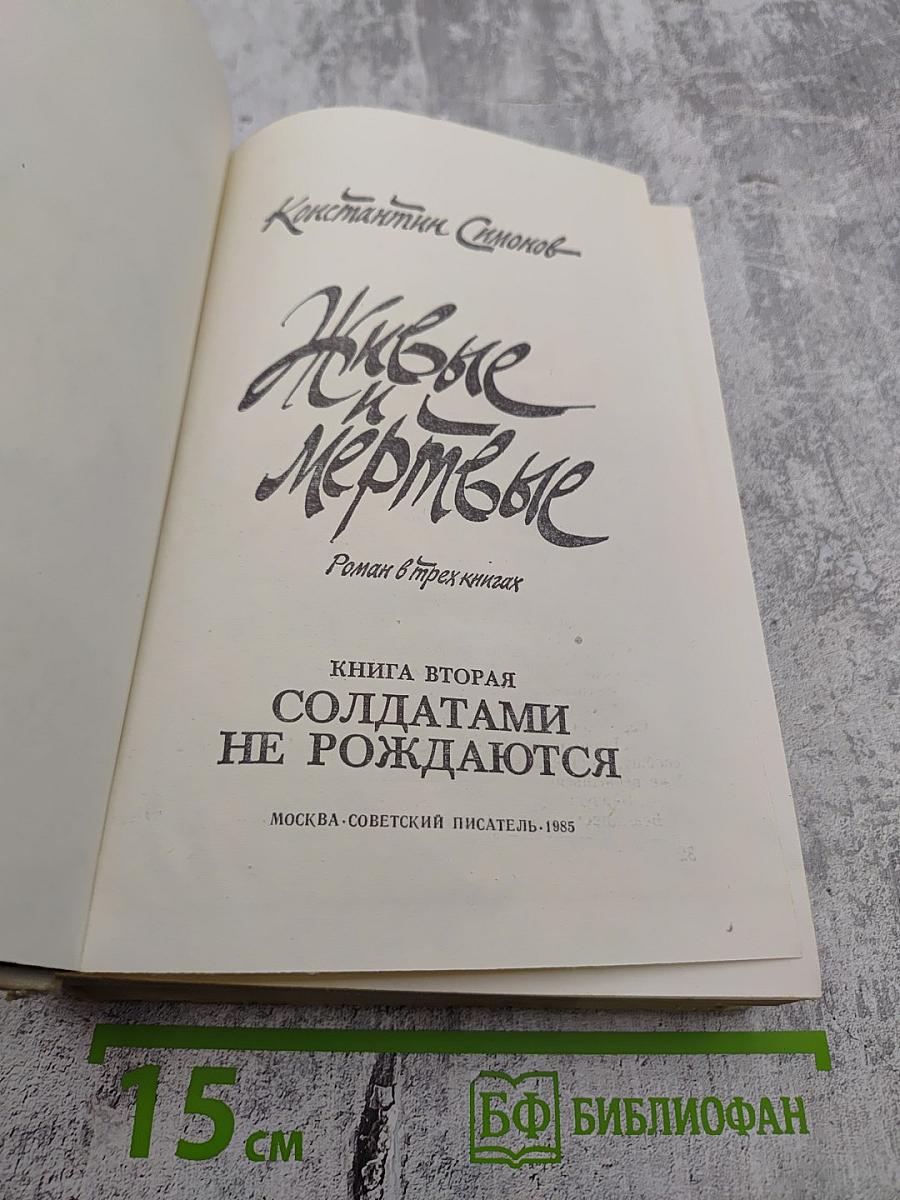 Константин Симонов
Живые
и
мертвые
Роман в трех книгах
КНИГА ВТОРАЯ
СОЛДАТАМИ
НЕ РОЖДАЮТСЯ
МОСКВА·СОВЕТСКИЙ ПИСАТЕЛЬ·1985
15 см
БФ БИБЛИОФАН